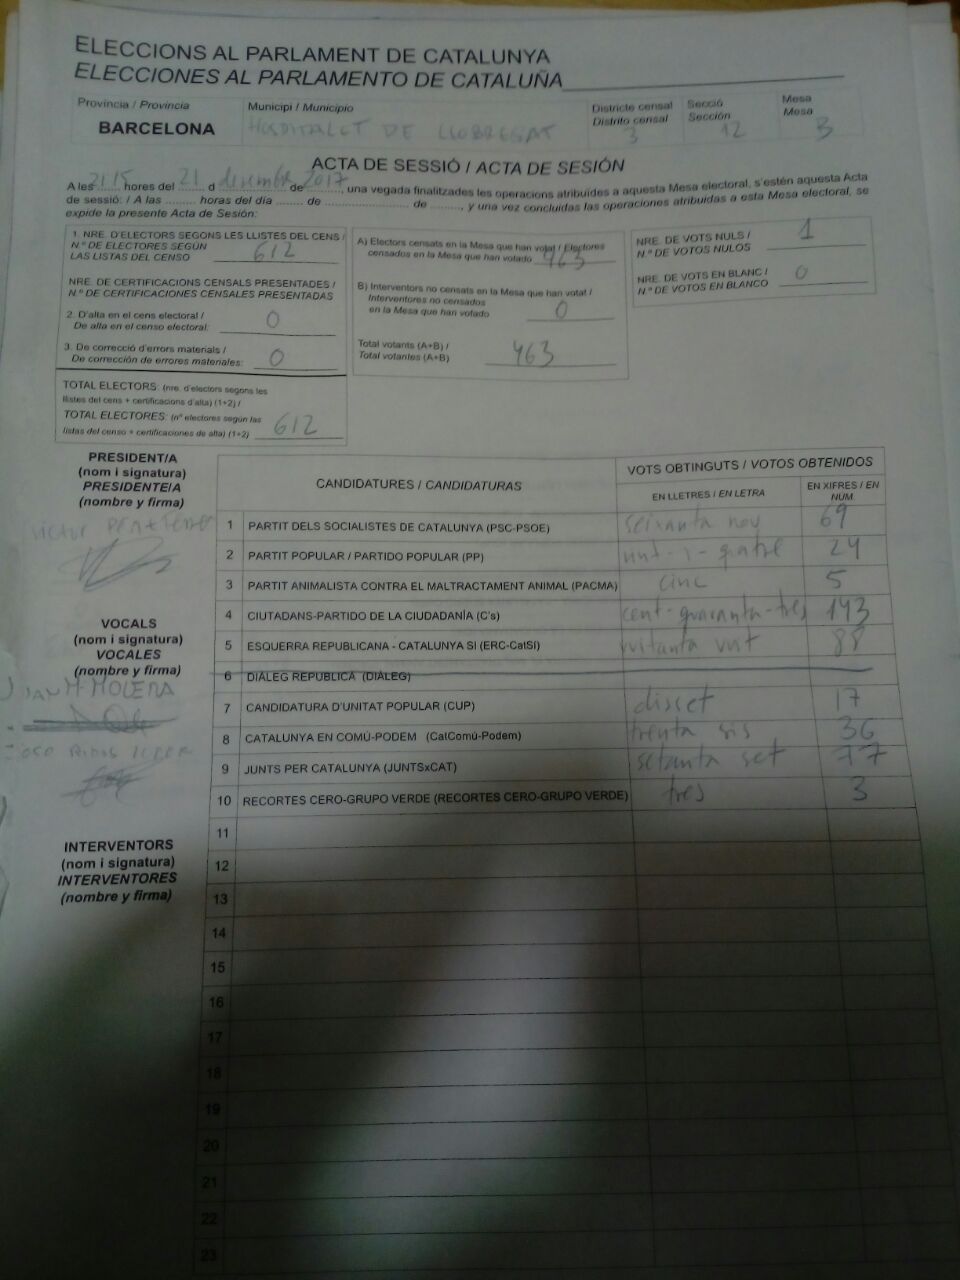 ELECCIONS AL PARLAMENT DE CATALUNYA
ELECCIONES AL PARLAMENTO DE CATALUÑA
Província / Provincia
BARCELONA
Municipi / Municipio
HOSPITALET DE LLOBREGAT
Districte censal
Distrito censal
3
Secció
Sección
12
Mesa
Mesa
B
ACTA DE SESSIÓ / ACTA DE SESIÓN
A les 21:15 hores del 21 d desembre de 2017, una vegada finalitzades les operacions atribuïdes a aquesta Mesa electoral, s'estén aquesta Acta
de sessió: / A las ......... horas del día ........ de ........................ de ........, y una vez concluidas las operaciones atribuidas a esta Mesa electoral, se
expide la presente Acta de Sesión:
1. NRE. D'ELECTORS SEGONS LES LLISTES DEL CENS /
N.º DE ELECTORES SEGÚN
LAS LISTAS DEL CENSO 612
NRE. DE CERTIFICACIONS CENSALS PRESENTADES /
N.º DE CERTIFICACIONES CENSALES PRESENTADAS
2. D'alta en el cens electoral /
De alta en el censo electoral: 0
3. De correcció d'errors materials /
De corrección de errores materiales: 0
TOTAL ELECTORS: (nre. d'electors segons les
llistes del cens + certificacions d'alta) (1+2) /
TOTAL ELECTORES: (nº electores según las
listas del censo + certificaciones de alta) (1+2) 612
A) Electors censats en la Mesa que han votat / Electores
censados en la Mesa que han votado 463
B) Interventors no censats en la Mesa que han votat /
Interventores no censados
en la Mesa que han votado 0
Total votants (A+B) /
Total votantes (A+B) 463
NRE. DE VOTS NULS /
N.º DE VOTOS NULOS 1
NRE. DE VOTS EN BLANC /
N.º DE VOTOS EN BLANCO 0
PRESIDENT/A
(nom i signatura)
PRESIDENTE/A
(nombre y firma)
VOCALS
(nom i signatura)
VOCALES
(nombre y firma)
INTERVENTORS
(nom i signatura)
INTERVENTORES
(nombre y firma)
CANDIDATURES / CANDIDATURAS
VOTS OBTINGUTS / VOTOS OBTENIDOS
EN LLETRES / EN LETRA
EN XIFRES / EN
NÚM.
1 PARTIT DELS SOCIALISTES DE CATALUNYA (PSC-PSOE) seixanta nou 69
2 PARTIT POPULAR / PARTIDO POPULAR (PP) vint-i-quatre 24
3 PARTIT ANIMALISTA CONTRA EL MALTRACTAMENT ANIMAL (PACMA) cinc 5
4 CIUTADANS-PARTIDO DE LA CIUDADANÍA (C's) cent-quaranta-tres 143
5 ESQUERRA REPUBLICANA - CATALUNYA SÍ (ERC-CatSí) vuitanta vuit 88
6 DIÀLEG REPUBLICÀ (DIÀLEG)
7 CANDIDATURA D'UNITAT POPULAR (CUP) disset 17
8 CATALUNYA EN COMÚ-PODEM (CatComú-Podem) trenta sis 36
9 JUNTS PER CATALUNYA (JUNTSxCAT) setanta set 77
10 RECORTES CERO-GRUPO VERDE (RECORTES CERO-GRUPO VERDE) tres 3
11
12
13
14
15
16
17
18
19
20
21
22
23